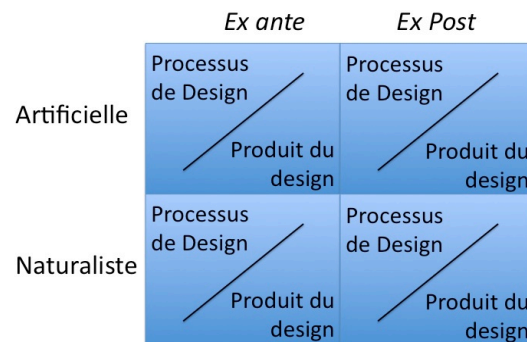 Ex ante Ex Post
Processus
de Design
Processus
de Design
Artificielle
Produit du
design
Produit du
design
Processus
de Design
Processus
de Design
Naturaliste
Produit du
design
Produit du
design